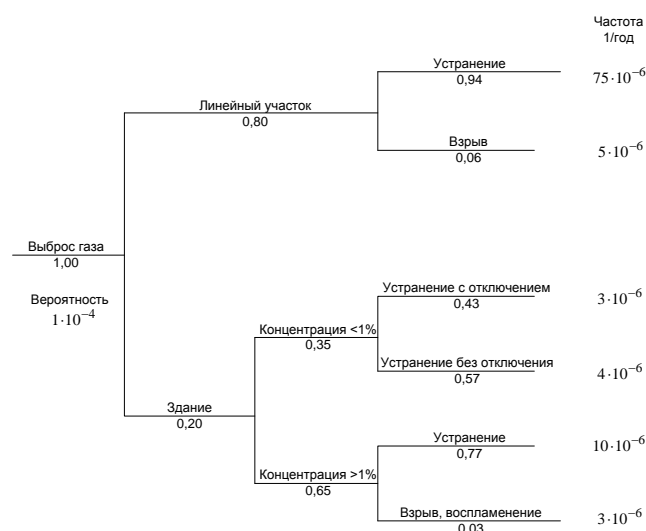 Частота
1/год
Устранение
0,94
75·10⁻⁶
Линейный участок
0,80
Взрыв
0,06
5·10⁻⁶
Выброс газа
1,00
Вероятность
1·10⁻⁴
Устранение с отключением
0,43
3·10⁻⁶
Концентрация <1%
0,35
Устранение без отключения
0,57
4·10⁻⁶
Здание
0,20
Устранение
0,77
10·10⁻⁶
Концентрация >1%
0,65
Взрыв, воспламенение
0,03
3·10⁻⁶